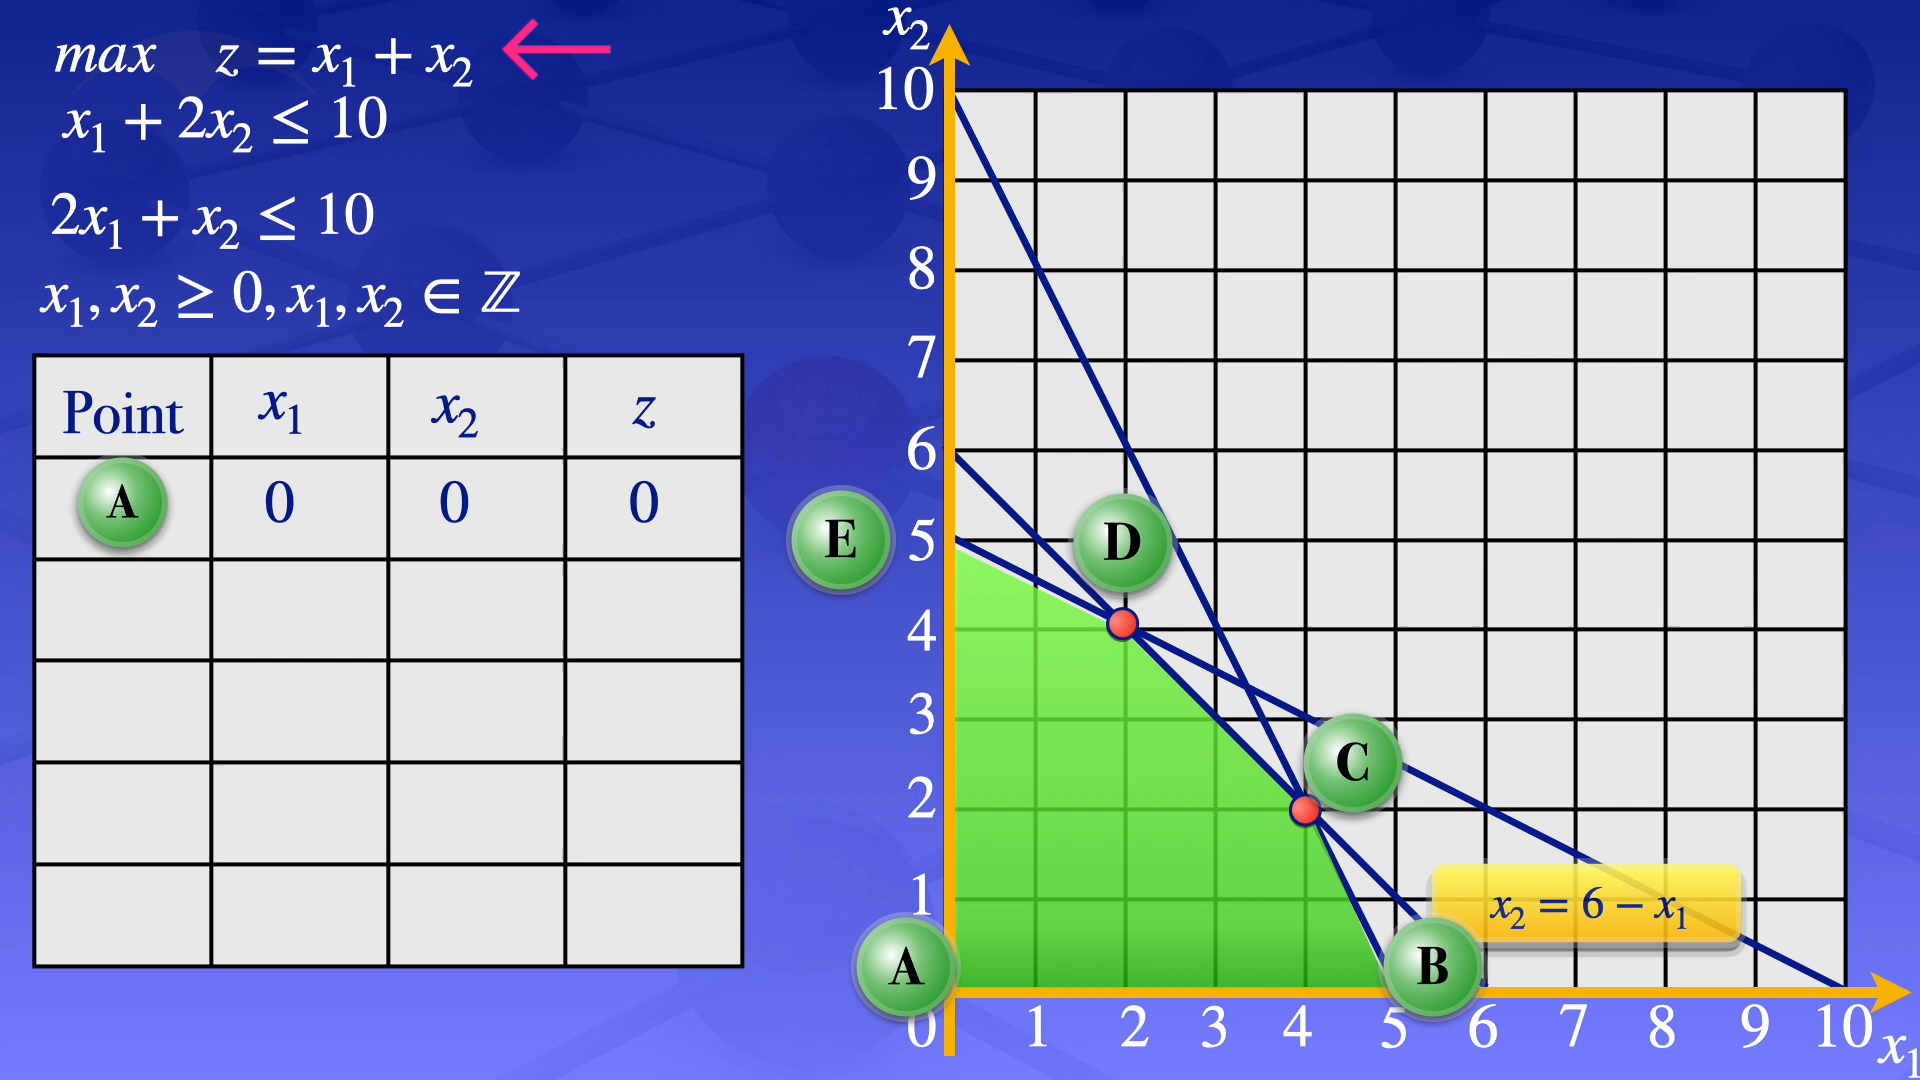 max z = x₁ + x₂
x₁ + 2x₂ ≤ 10
2x₁ + x₂ ≤ 10
x₁, x₂ ≥ 0, x₁, x₂ ∈ ℤ
Point x₁ x₂ z
A 0 0 0
x₂
10
9
8
7
6
E 5 D
4
3
C
2
1
x₂ = 6 − x₁
A B
0 1 2 3 4 5 6 7 8 9 10 x₁